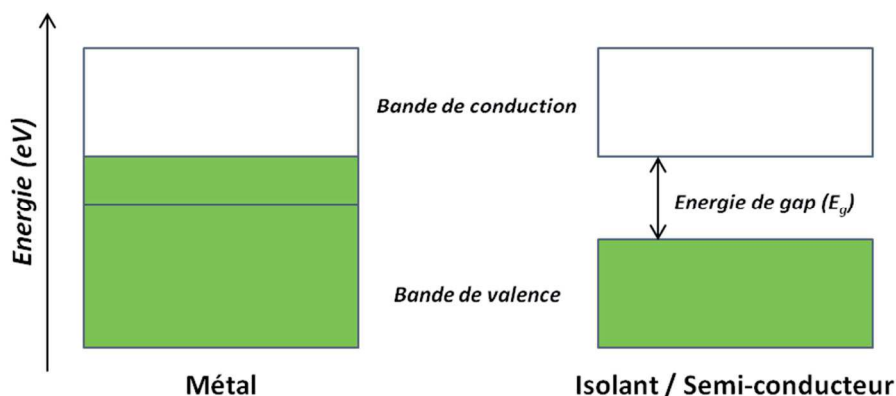 Energie (eV)
Bande de conduction
Energie de gap (Eg)
Bande de valence
Métal
Isolant / Semi-conducteur